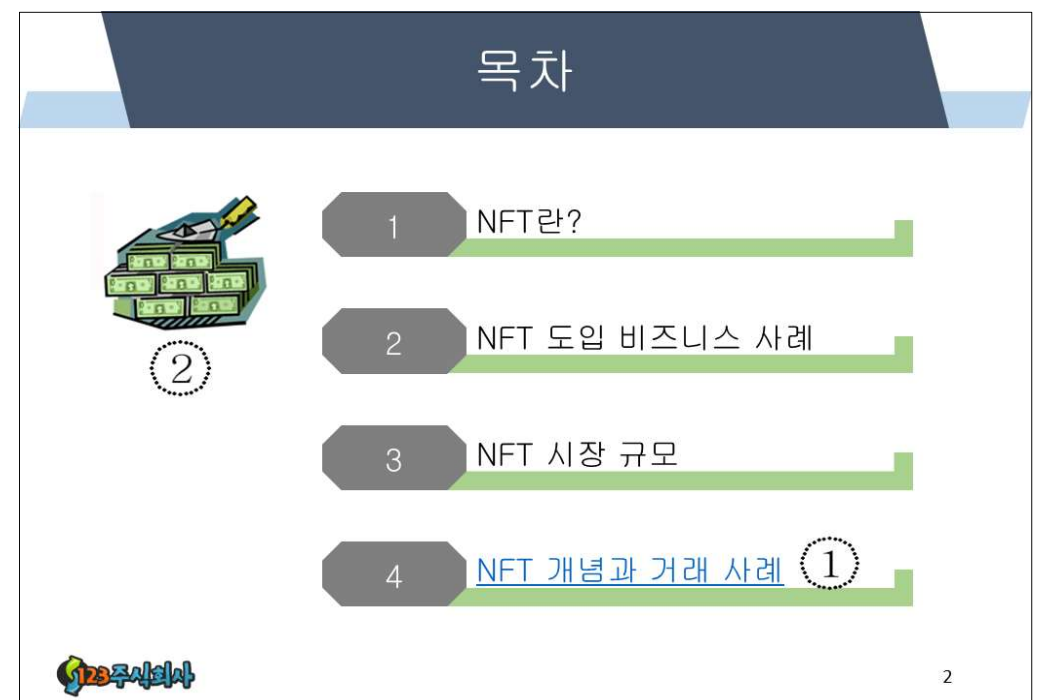 목차
1 NFT란?
2 NFT 도입 비즈니스 사례
②
3 NFT 시장 규모
4 NFT 개념과 거래 사례 ①
123주식회사
2